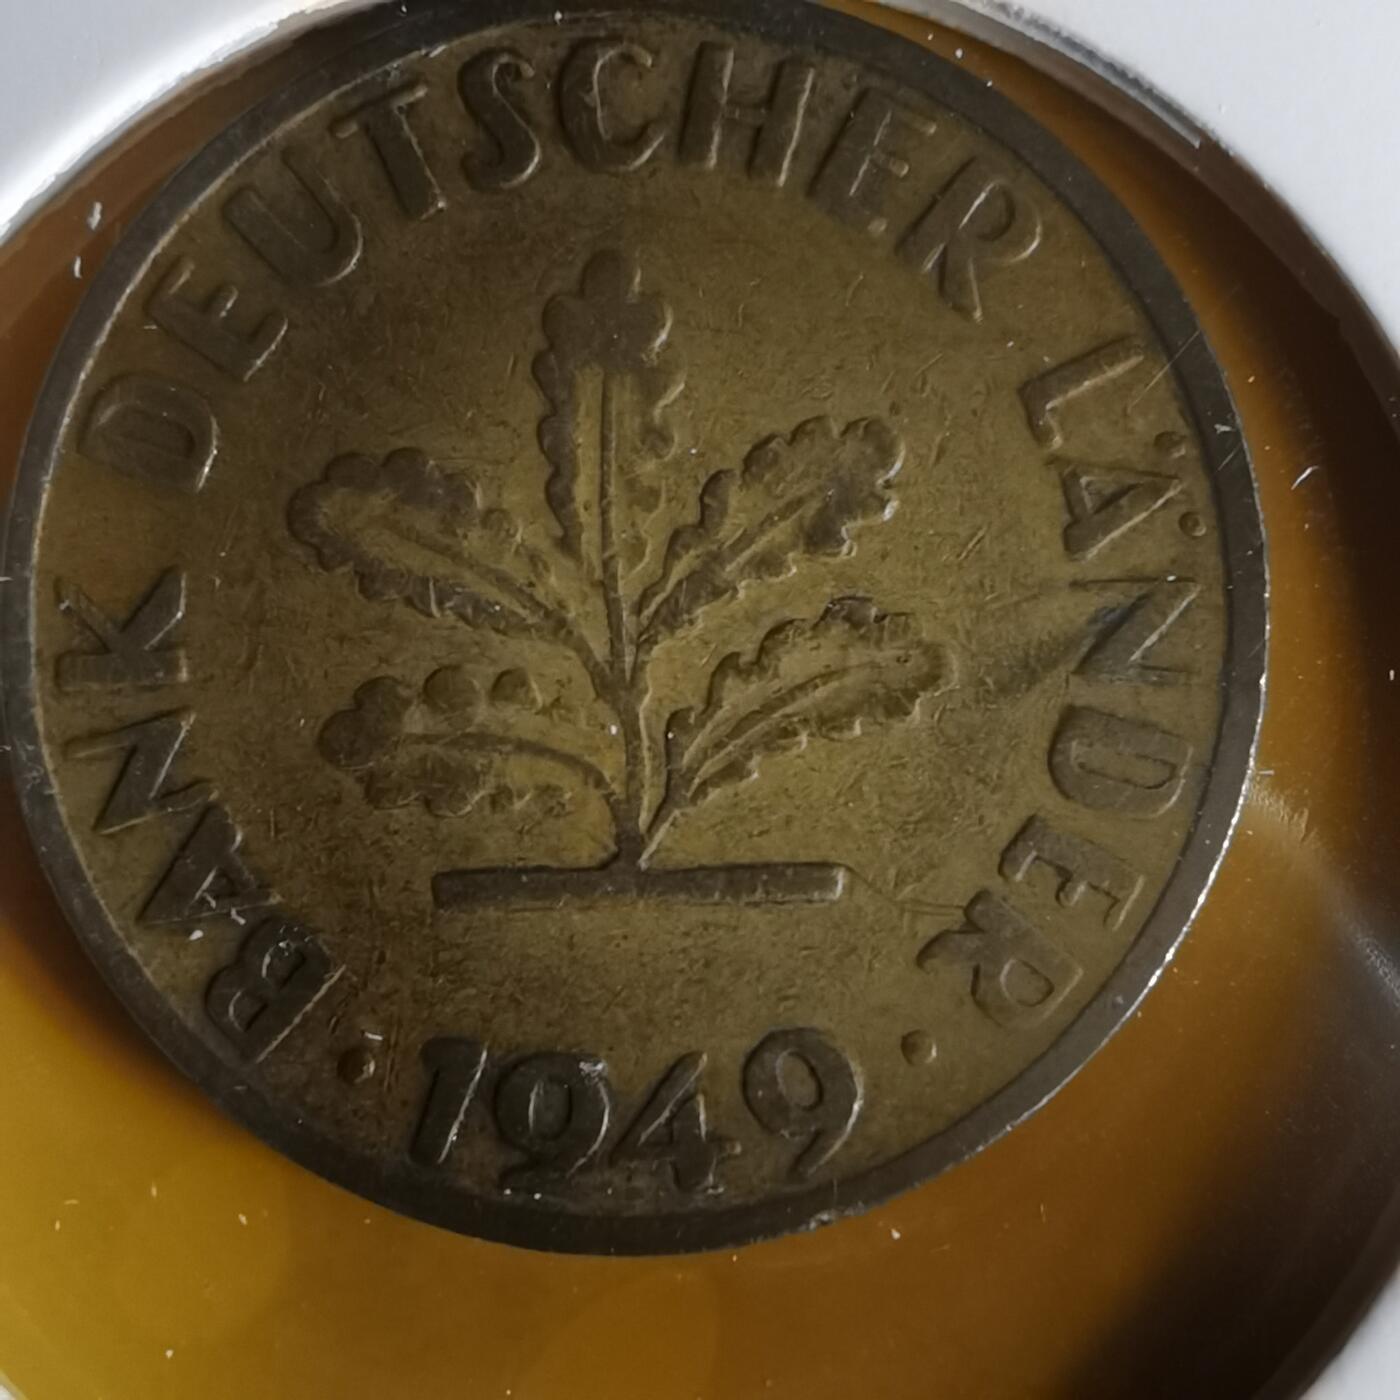 BANK DEUTSCHER LÄNDER
· 1949 ·